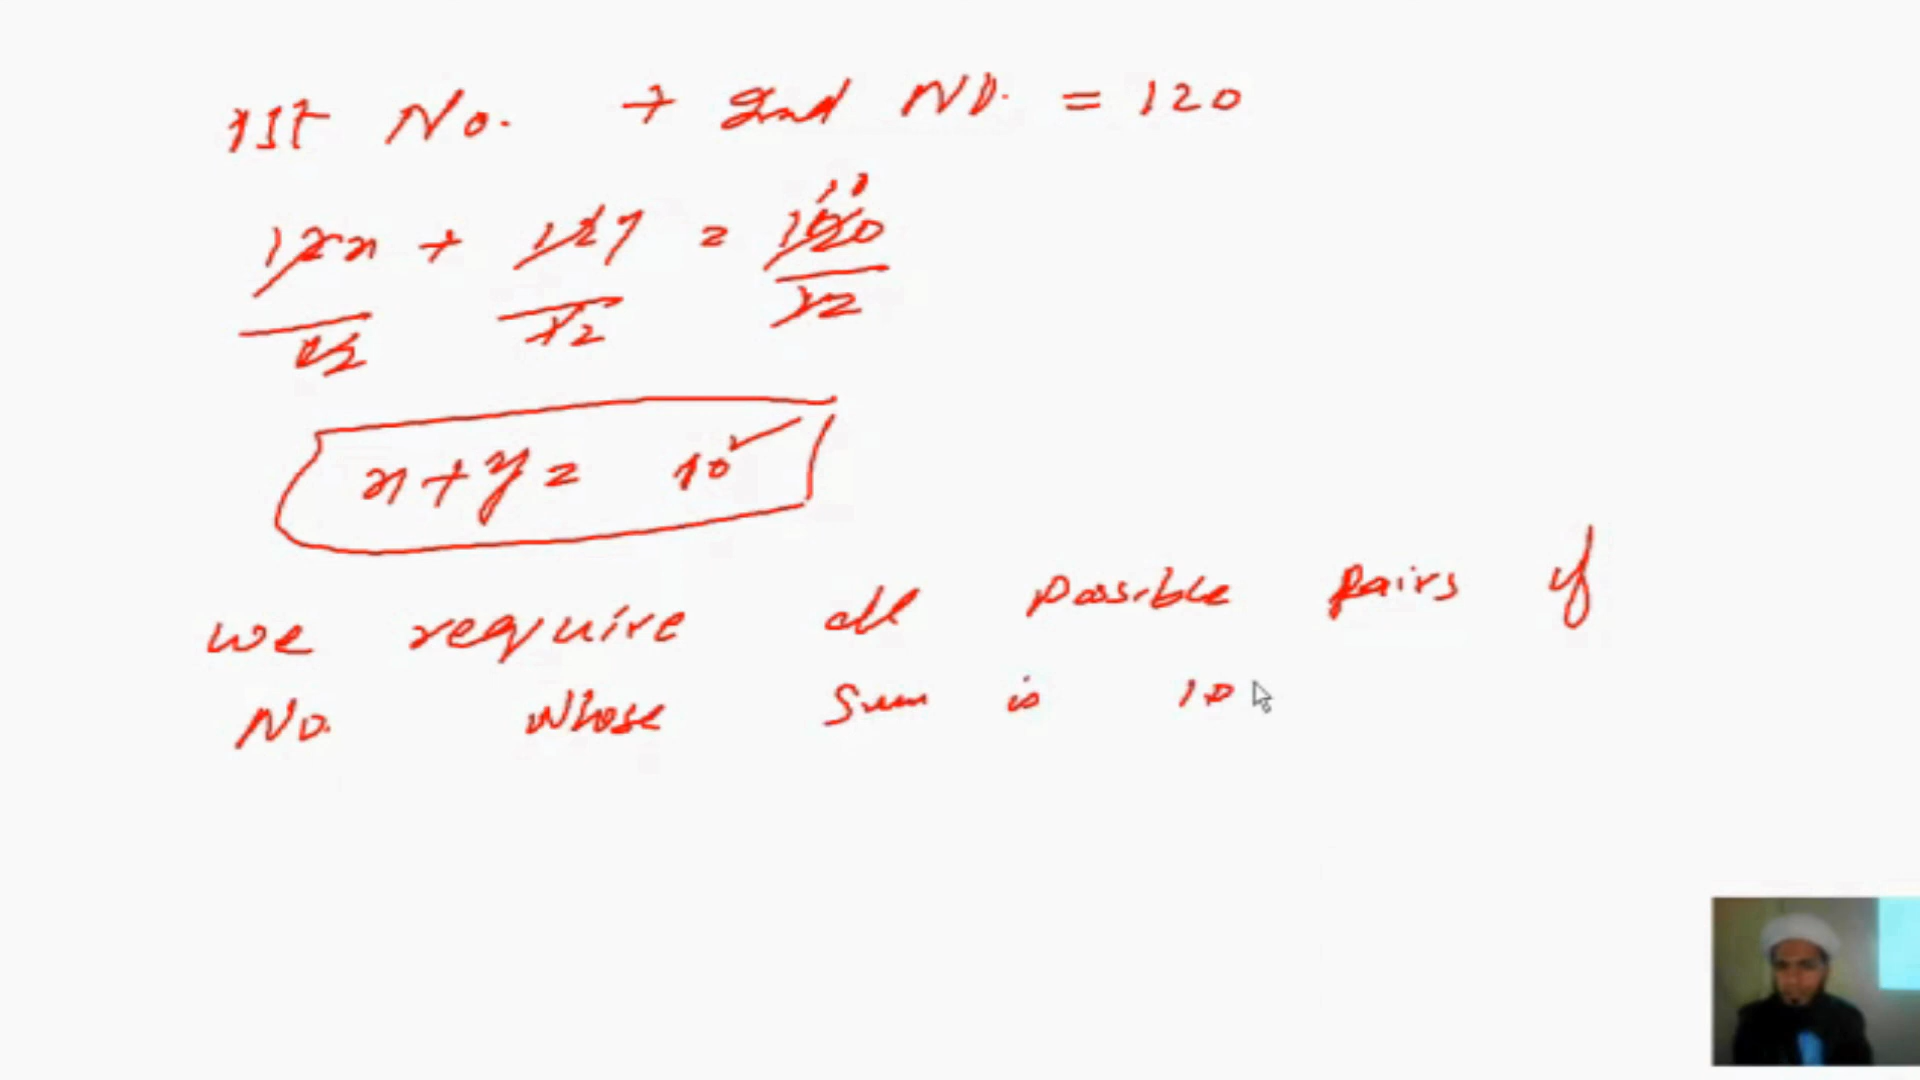 1st No. + 2nd No. = 120
12x + 12y = 120
12 12 12
10
x + y = 10
we require all possible pairs of
No. whose sum is 10